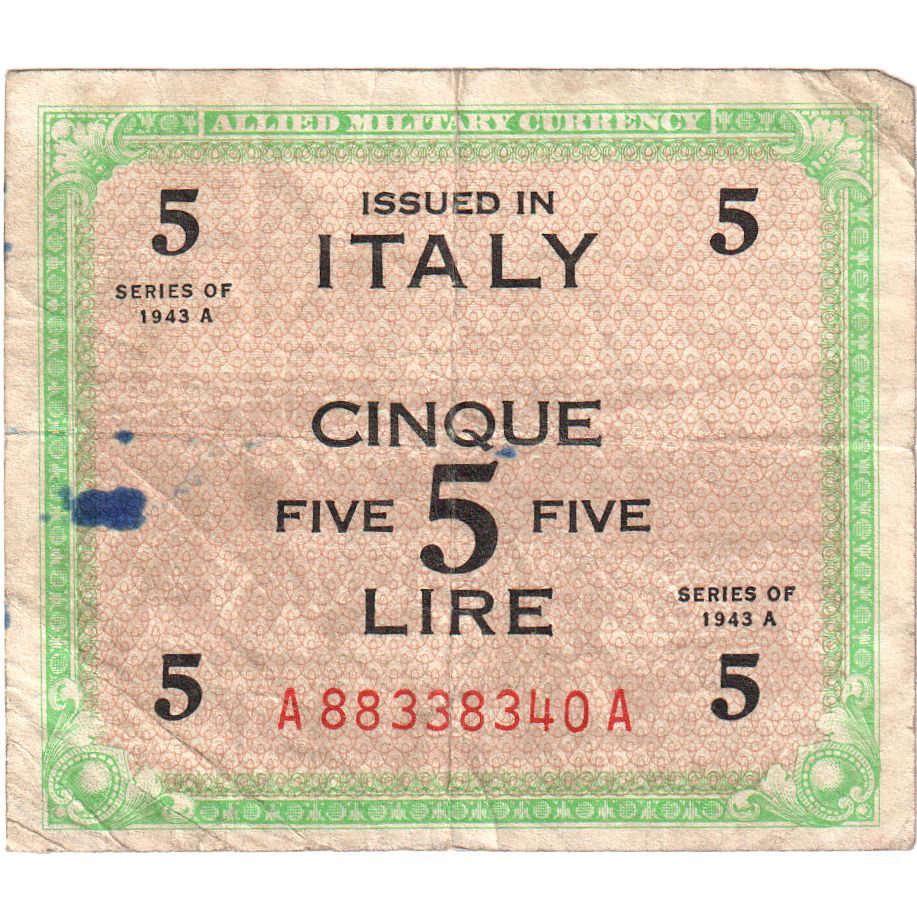 ALLIED MILITARY CURRENCY
5 ISSUED IN 5
ITALY
SERIES OF
1943 A
CINQUE
FIVE 5 FIVE
LIRE
SERIES OF
1943 A
5 5
A88338340A